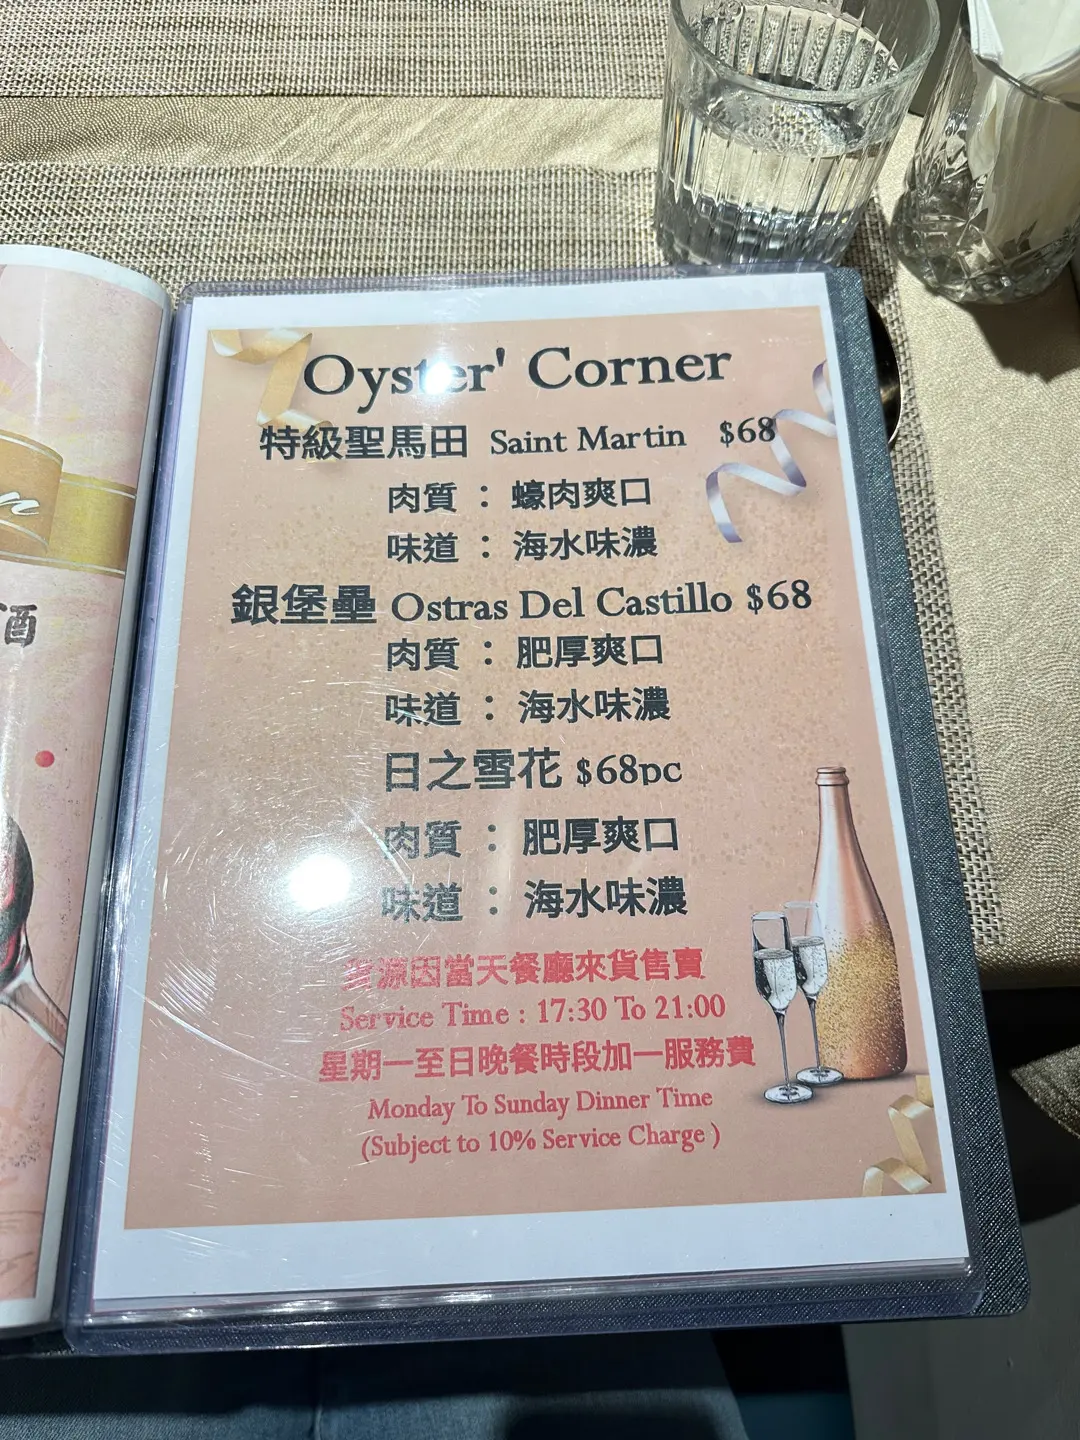 Oyster' Corner
特級聖馬田 Saint Martin $68
肉質 : 蠔肉爽口
味道 : 海水味濃
銀堡壘 Ostras Del Castillo $68
肉質 : 肥厚爽口
味道 : 海水味濃
日之雪花 $68pc
肉質 : 肥厚爽口
味道 : 海水味濃
源因當天餐廳來貨售賣
Service Time : 17:30 To 21:00
星期一至日晚餐時段加一服務費
Monday To Sunday Dinner Time
(Subject to 10% Service Charge )
酒